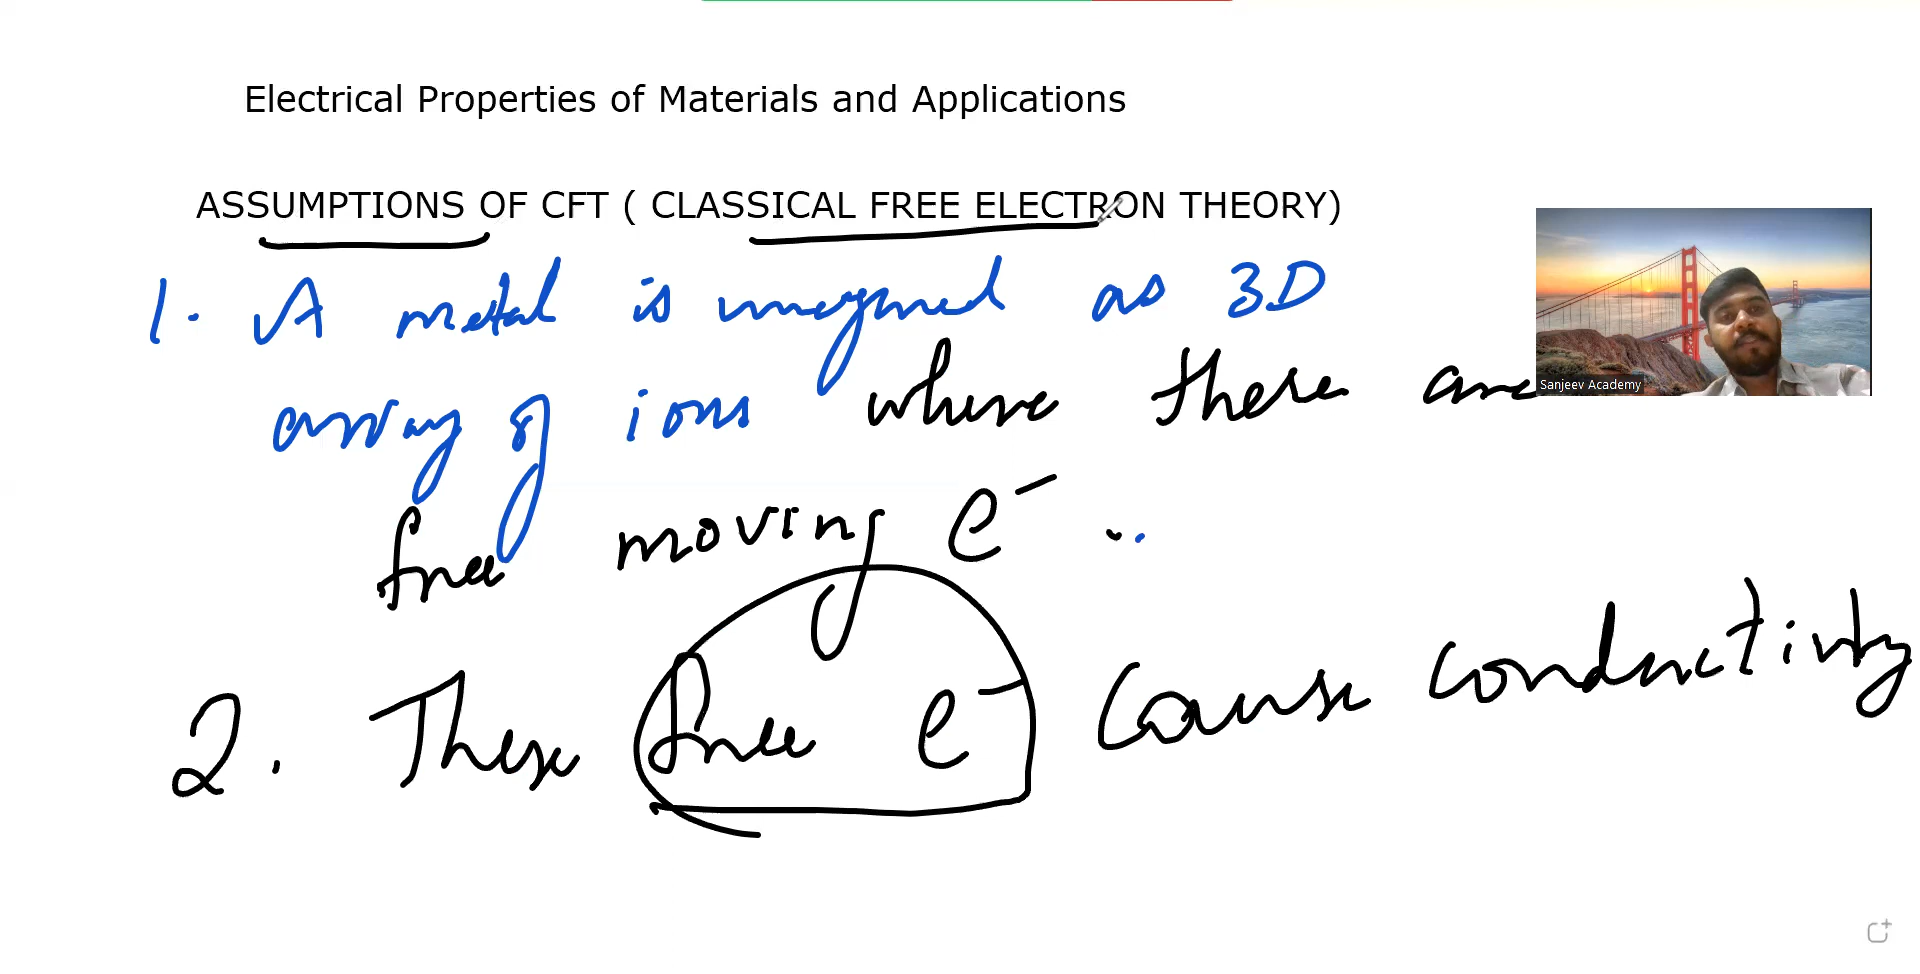 Electrical Properties of Materials and Applications
ASSUMPTIONS OF CFT ( CLASSICAL FREE ELECTRON THEORY)
1. A metal is imagined as 3D
array of ions where there are
Sanjeev Academy
free moving e⁻ ..
2. These free e⁻ cause conductivity